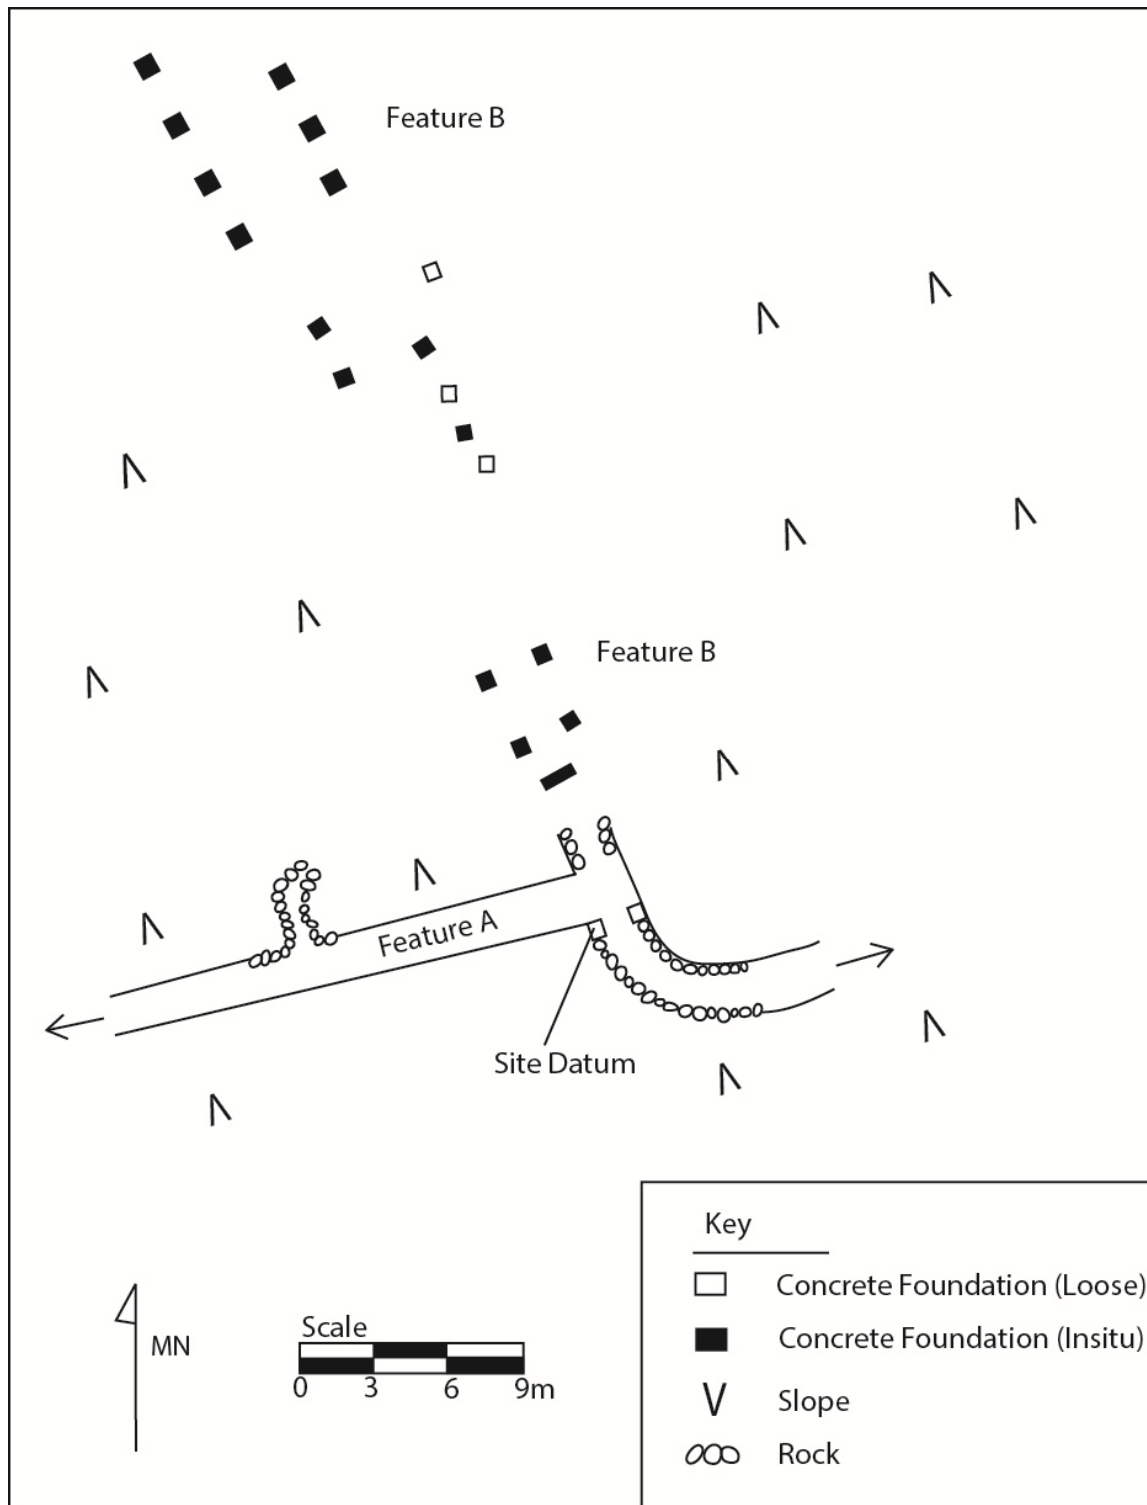 Feature B
Feature B
Feature A
Site Datum
Key
Concrete Foundation (Loose)
Concrete Foundation (Insitu)
Slope
Rock
MN
Scale
0 3 6 9m